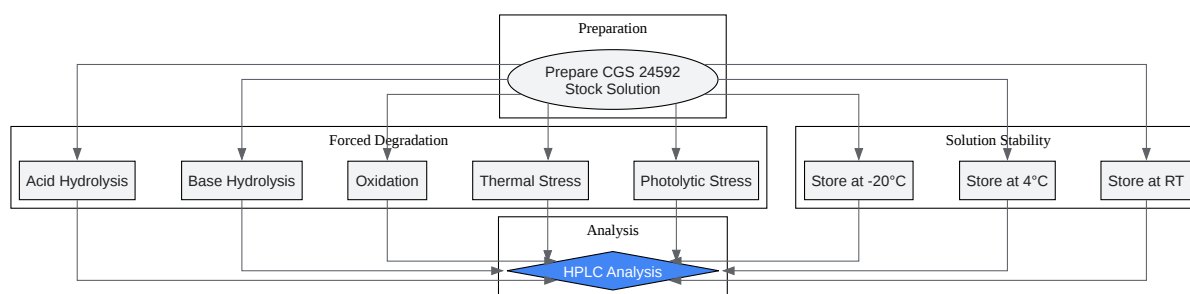 Preparation
Prepare CGS 24592
Stock Solution
Forced Degradation
Solution Stability
Acid Hydrolysis
Base Hydrolysis
Oxidation
Thermal Stress
Photolytic Stress
Store at -20°C
Store at 4°C
Store at RT
Analysis
HPLC Analysis